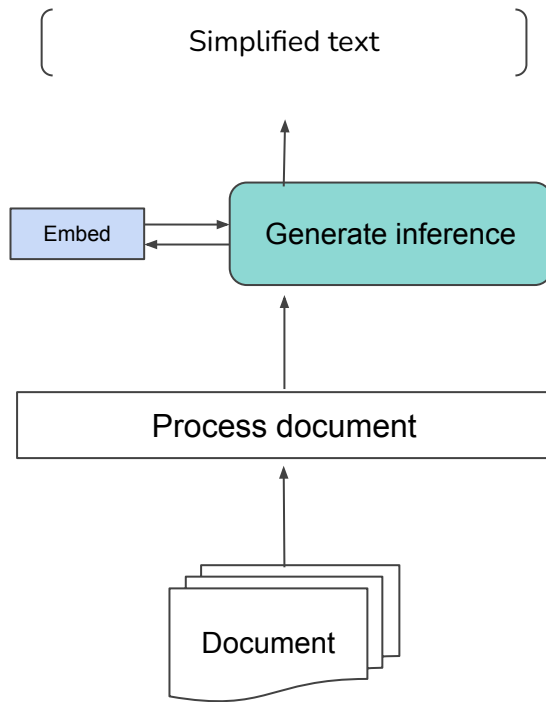 Simplified text
Embed
Generate inference
Process document
Document